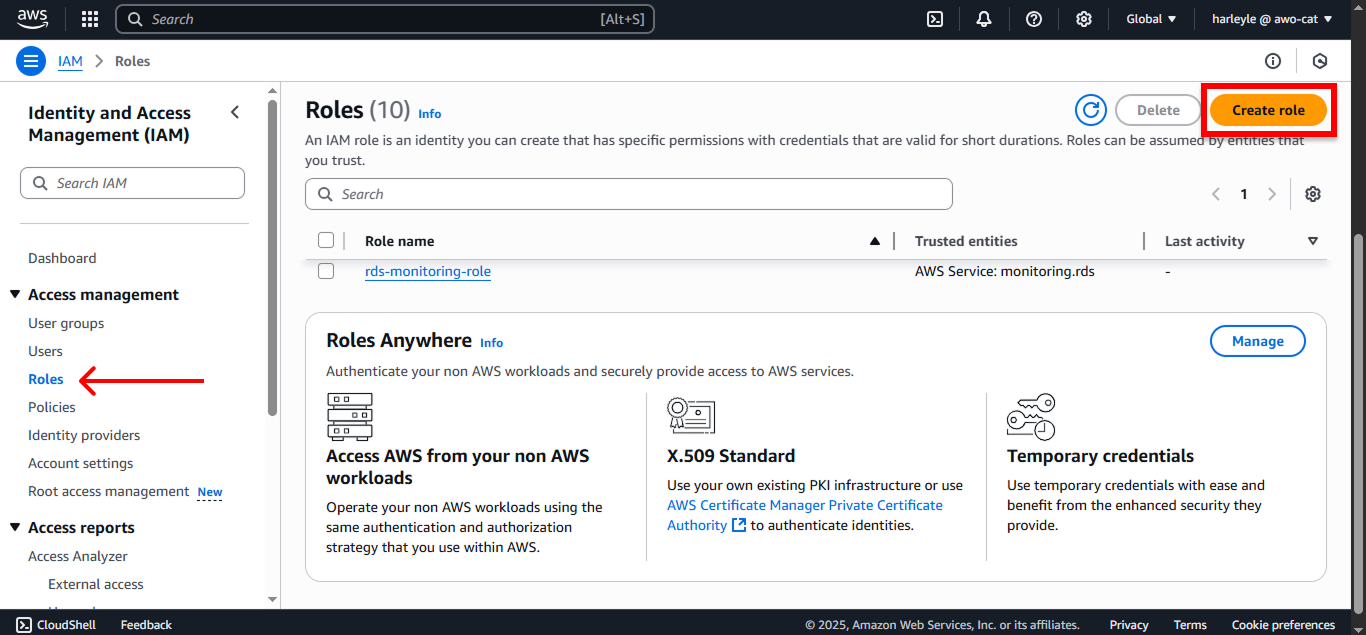 aws
Search
[Alt+S]
Global
harleyle @ awo-cat
IAM
Roles
Identity and Access
Management (IAM)
Search IAM
Dashboard
Access management
User groups
Users
Roles
Policies
Identity providers
Account settings
Root access management New
Access reports
Access Analyzer
External access
Roles (10) Info
Delete
Create role
An IAM role is an identity you can create that has specific permissions with credentials that are valid for short durations. Roles can be assumed by entities that
you trust.
Search
1
Role name
Trusted entities
Last activity
rds-monitoring-role
AWS Service: monitoring.rds
-
Roles Anywhere Info
Manage
Authenticate your non AWS workloads and securely provide access to AWS services.
Access AWS from your non AWS
workloads
Operate your non AWS workloads using the
same authentication and authorization
strategy that you use within AWS.
X.509 Standard
Use your own existing PKI infrastructure or use
AWS Certificate Manager Private Certificate
Authority to authenticate identities.
Temporary credentials
Use temporary credentials with ease and
benefit from the enhanced security they
provide.
CloudShell
Feedback
© 2025, Amazon Web Services, Inc. or its affiliates.
Privacy
Terms
Cookie preferences